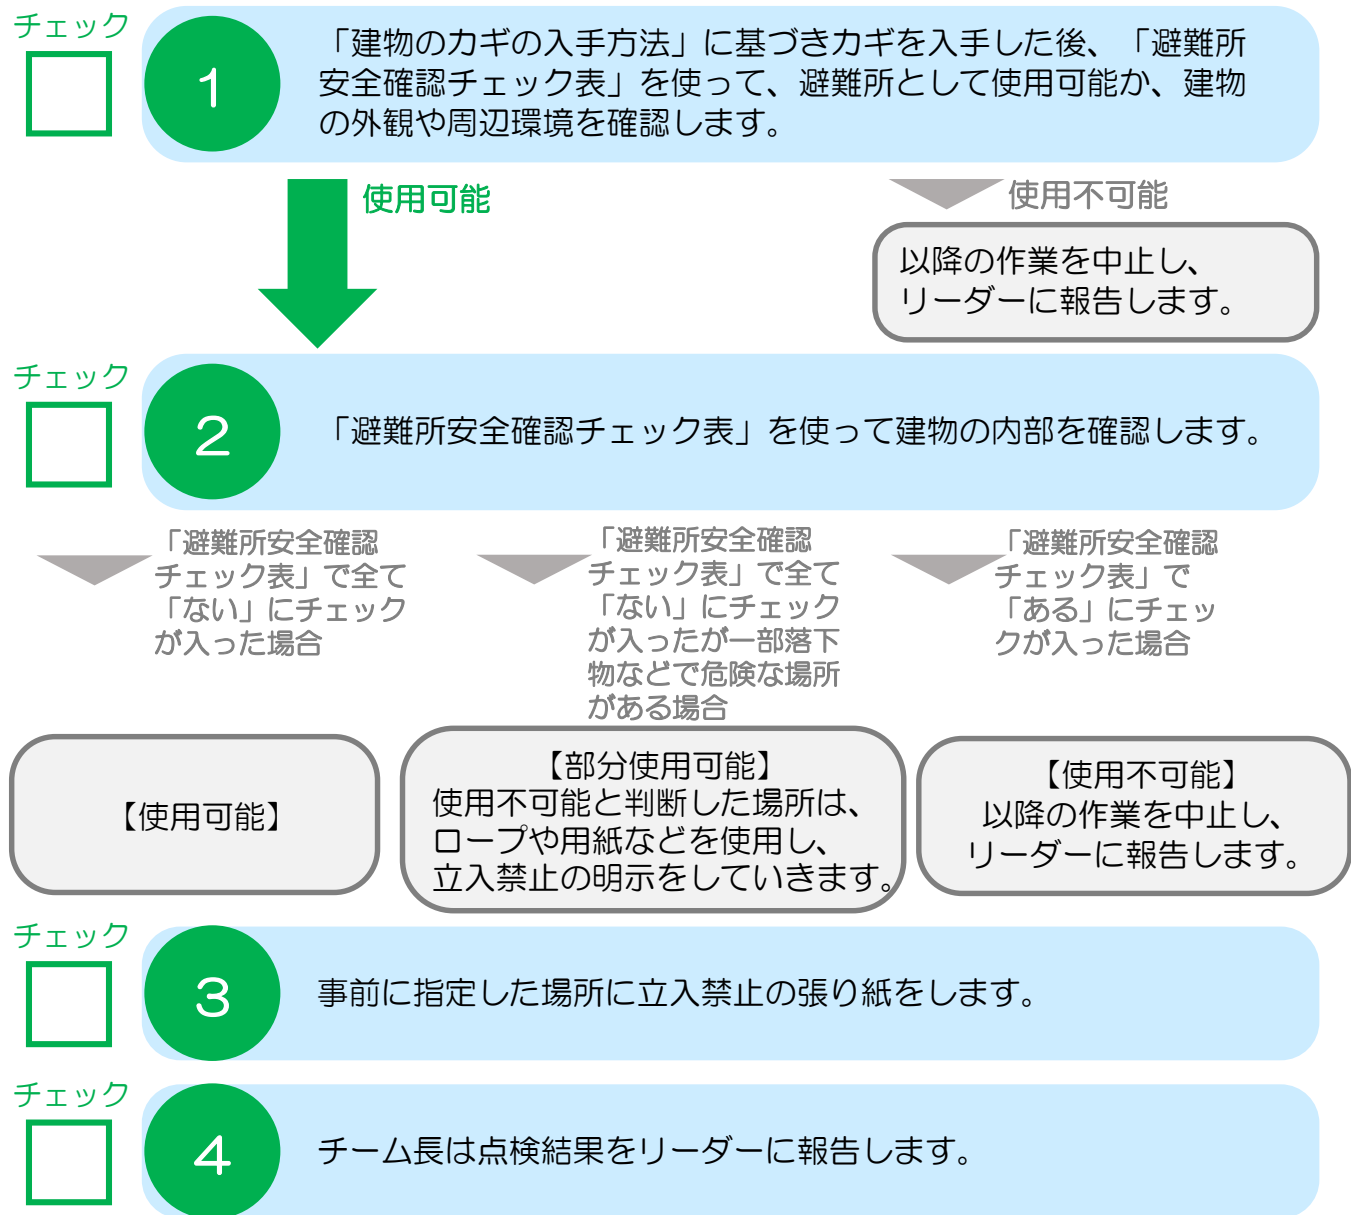 チェック
1
「建物のカギの入手方法」に基づきカギを入手した後、「避難所
安全確認チェック表」を使って、避難所として使用可能か、建物
の外観や周辺環境を確認します。
使用可能
使用不可能
以降の作業を中止し、
リーダーに報告します。
チェック
2
「避難所安全確認チェック表」を使って建物の内部を確認します。
「避難所安全確認
チェック表」で全て
「ない」にチェック
が入った場合
「避難所安全確認
チェック表」で全て
「ない」にチェック
が入ったが一部落下
物などで危険な場所
がある場合
「避難所安全確認
チェック表」で
「ある」にチェッ
クが入った場合
【使用可能】
【部分使用可能】
使用不可能と判断した場所は、
ロープや用紙などを使用し、
立入禁止の明示をしていきます。
【使用不可能】
以降の作業を中止し、
リーダーに報告します。
チェック
3
事前に指定した場所に立入禁止の張り紙をします。
チェック
4
チーム長は点検結果をリーダーに報告します。